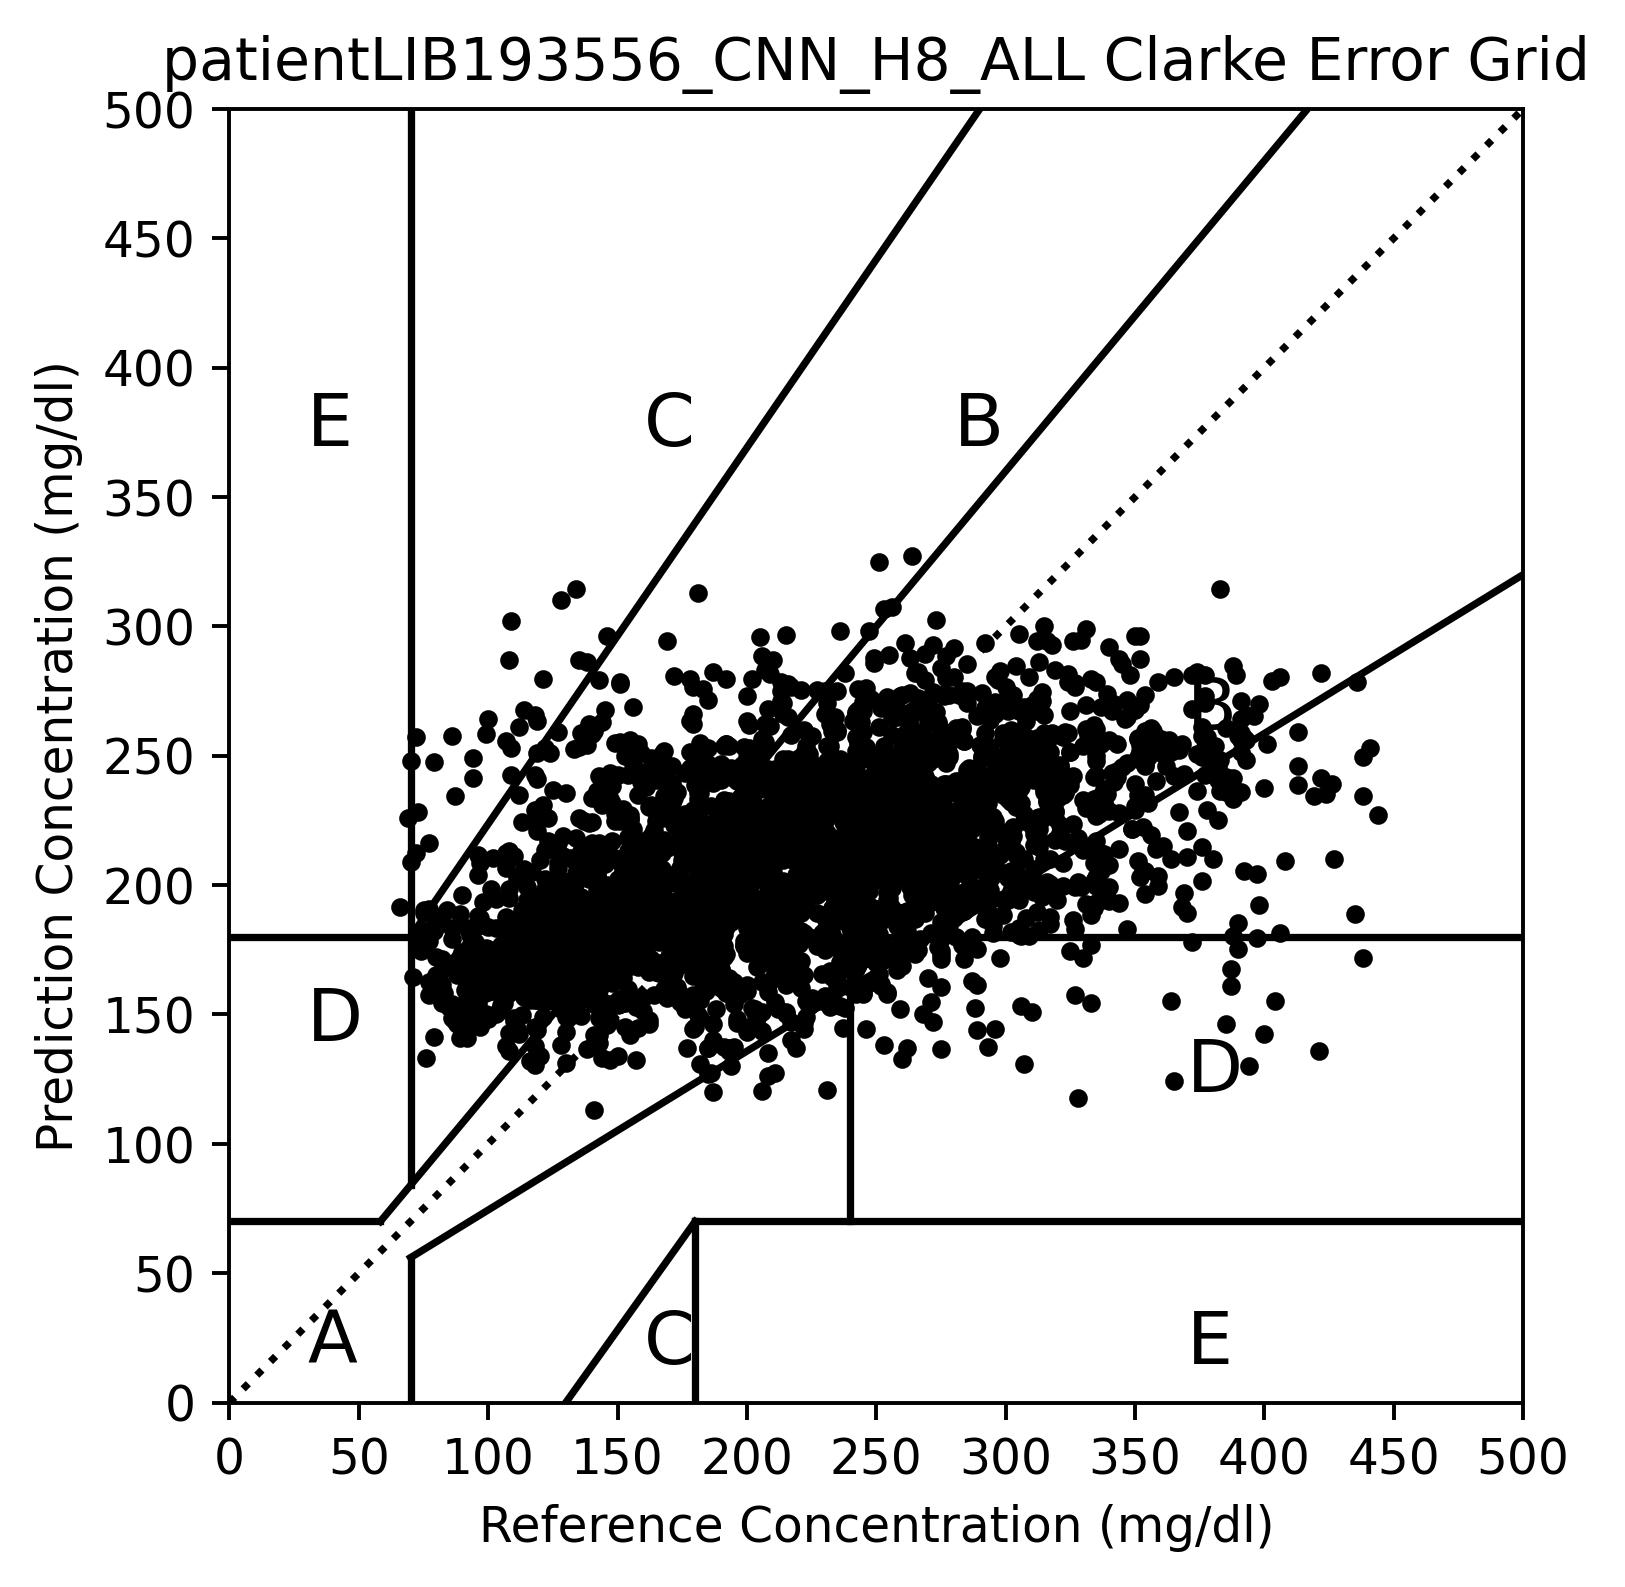 patientLIB193556_CNN_H8_ALL Clarke Error Grid
500
450
400
350
300
250
200
150
100
50
0
Prediction Concentration (mg/dl)
E
C
B
B
D
D
A
C
E
0 50 100 150 200 250 300 350 400 450 500
Reference Concentration (mg/dl)